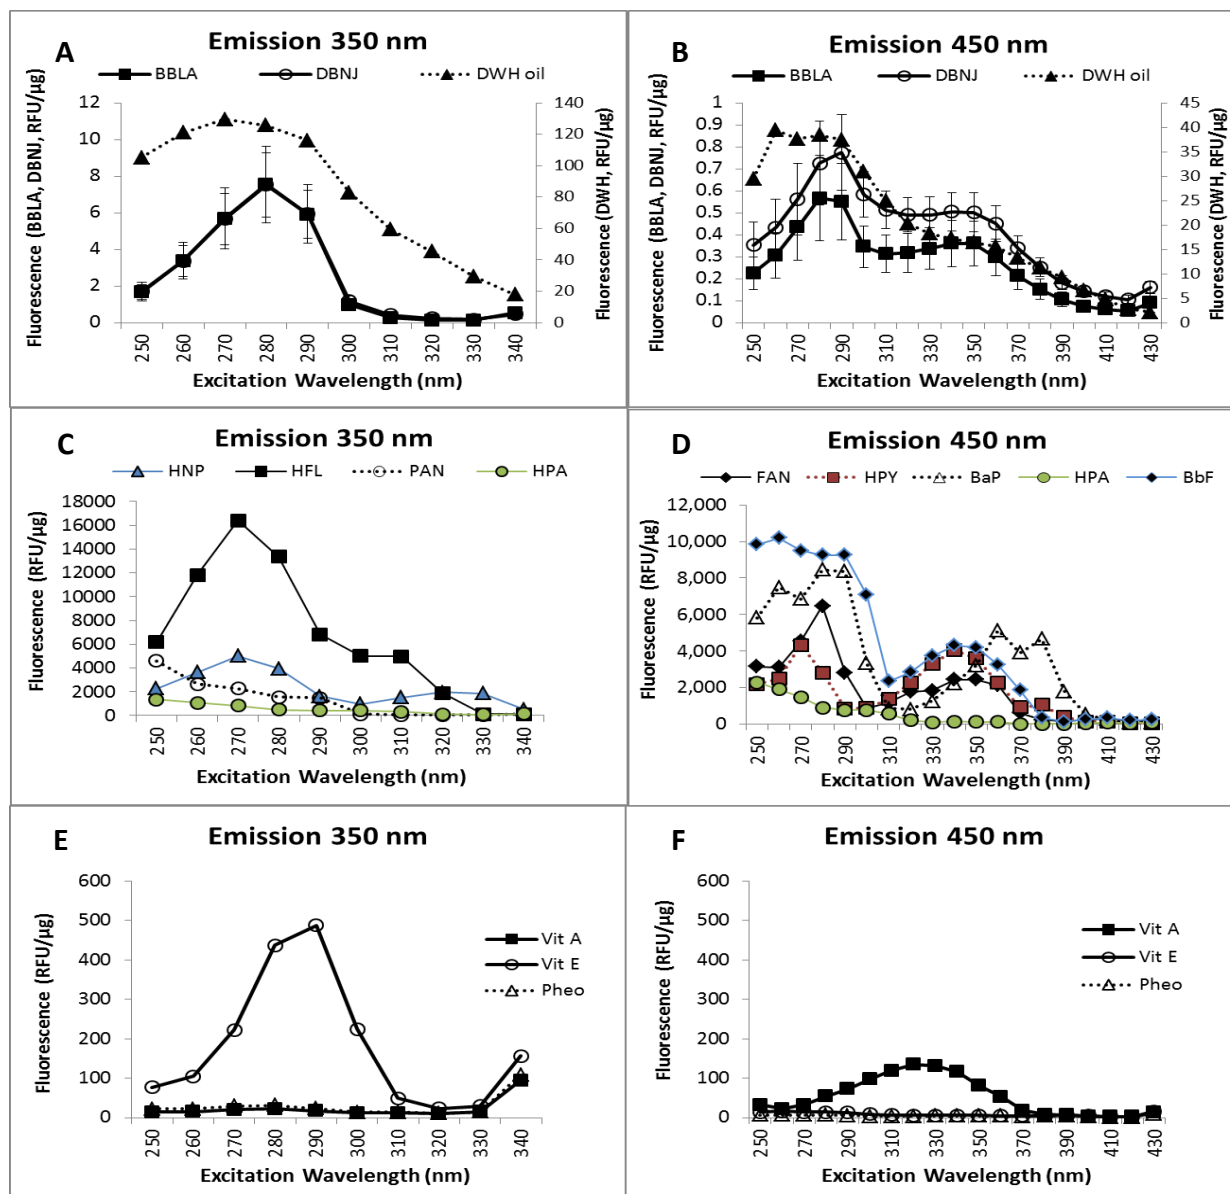 A
Emission 350 nm
BBLA DBNJ DWH oil
Fluorescence (BBLA, DBNJ, RFU/µg)
12
10
8
6
4
2
0
140
120
100
80
60
40
20
0
Fluorescence (DWH, RFU/µg)
250 260 270 280 290 300 310 320 330 340
Excitation Wavelength (nm)
B
Emission 450 nm
BBLA DBNJ DWH oil
Fluorescence (BBLA, DBNJ, RFU/µg)
1
0.9
0.8
0.7
0.6
0.5
0.4
0.3
0.2
0.1
0
45
40
35
30
25
20
15
10
5
0
Fluorescence (DWH, RFU/µg)
250 270 290 310 330 350 370 390 410 430
Excitation Wavelength (nm)
C
Emission 350 nm
HNP HFL PAN HPA
Fluorescence (RFU/µg)
18000
16000
14000
12000
10000
8000
6000
4000
2000
0
250 260 270 280 290 300 310 320 330 340
Excitation Wavelength (nm)
D
Emission 450 nm
FAN HPY BaP HPA BbF
Fluorescence (RFU/µg)
12,000
10,000
8,000
6,000
4,000
2,000
0
250 270 290 310 330 350 370 390 410 430
Excitation Wavelength (nm)
E
Emission 350 nm
Fluorescence (RFU/µg)
600
500
400
300
200
100
0
Vit A
Vit E
Pheo
250 260 270 280 290 300 310 320 330 340
Excitation Wavelength (nm)
F
Emission 450 nm
Fluorescence (RFU/µg)
600
500
400
300
200
100
0
Vit A
Vit E
Pheo
250 270 290 310 330 350 370 390 410 430
Excitation Wavelength (nm)